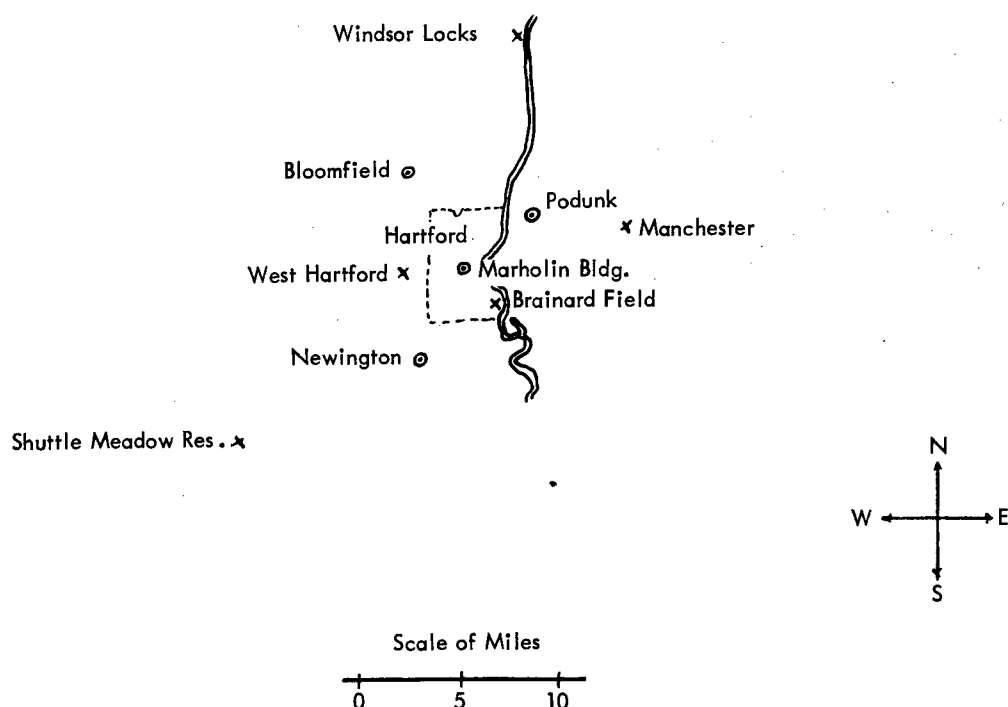 Windsor Locks
Bloomfield
Podunk
Hartford
Manchester
West Hartford
Marholin Bldg.
Brainard Field
Newington
Shuttle Meadow Res.
N
W E
S
Scale of Miles
0 5 10